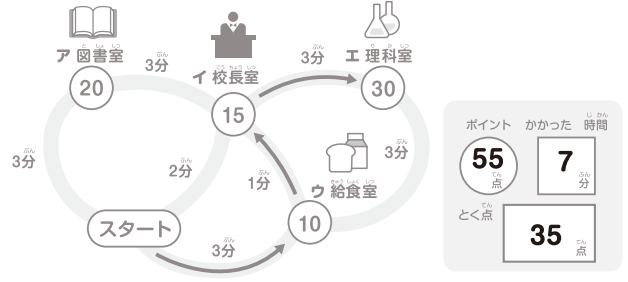 ア 図書室
20
3分
イ 校長室
15
3分
エ 理科室
30
3分
2分
1分
3分
ウ 給食室
10
スタート
3分
ポイント かかった 時間
55 点
7 分
とく点
35 点